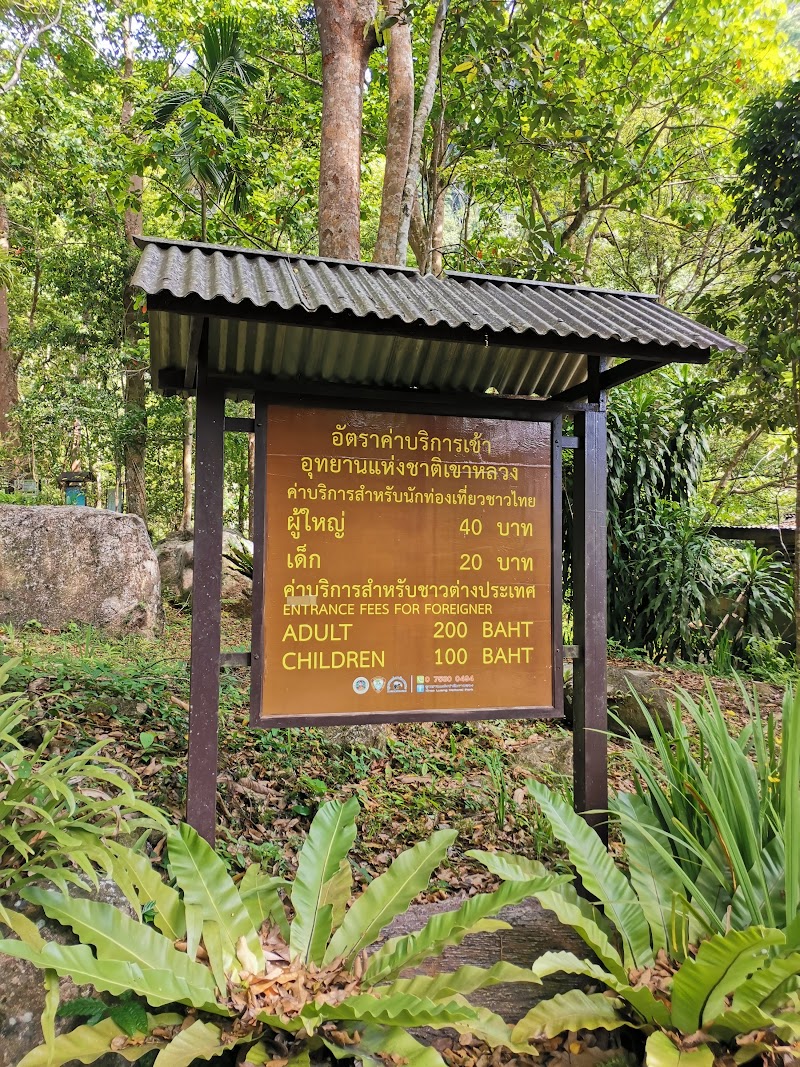 อัตราค่าบริการเข้า
อุทยานแห่งชาติเขาหลวง
ค่าบริการสำหรับนักท่องเที่ยวชาวไทย
ผู้ใหญ่ 40 บาท
เด็ก 20 บาท
ค่าบริการสำหรับชาวต่างประเทศ
ENTRANCE FEES FOR FOREIGNER
ADULT 200 BAHT
CHILDREN 100 BAHT